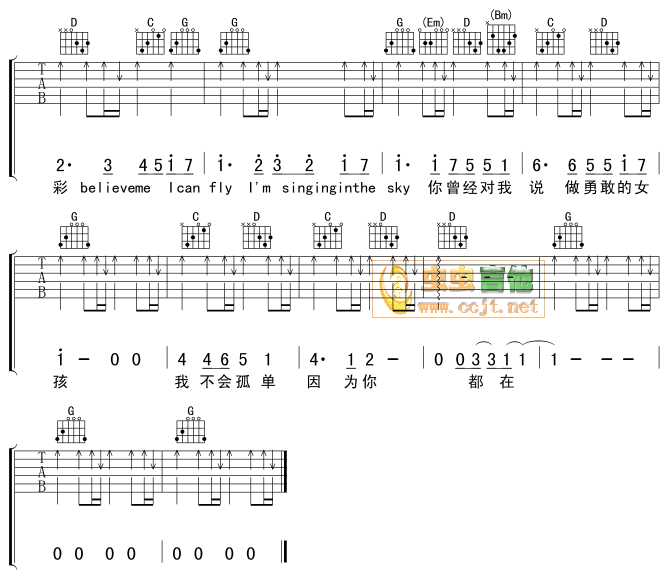 D C G G G (Em) D (Bm) C D
T
A
B
2· 3 4 5 i 7 i· 2 3 2 i 7 i· i 7 5 5 1 6· 6 5 5 i 7
彩 believeme Icanfly I'm singinginthe sky 你曾经对我 说 做勇敢的女
G C D C D D G
T
A
B
虫虫吉他
www.ccjt.net
i - 0 0 4 4 6 5 1 4· 1 2 - 0 0 3 3 1 1 1 - - -
孩 我 不会孤单 因 为你 都在
G G
T
A
B
0 0 0 0 0 0 0 0